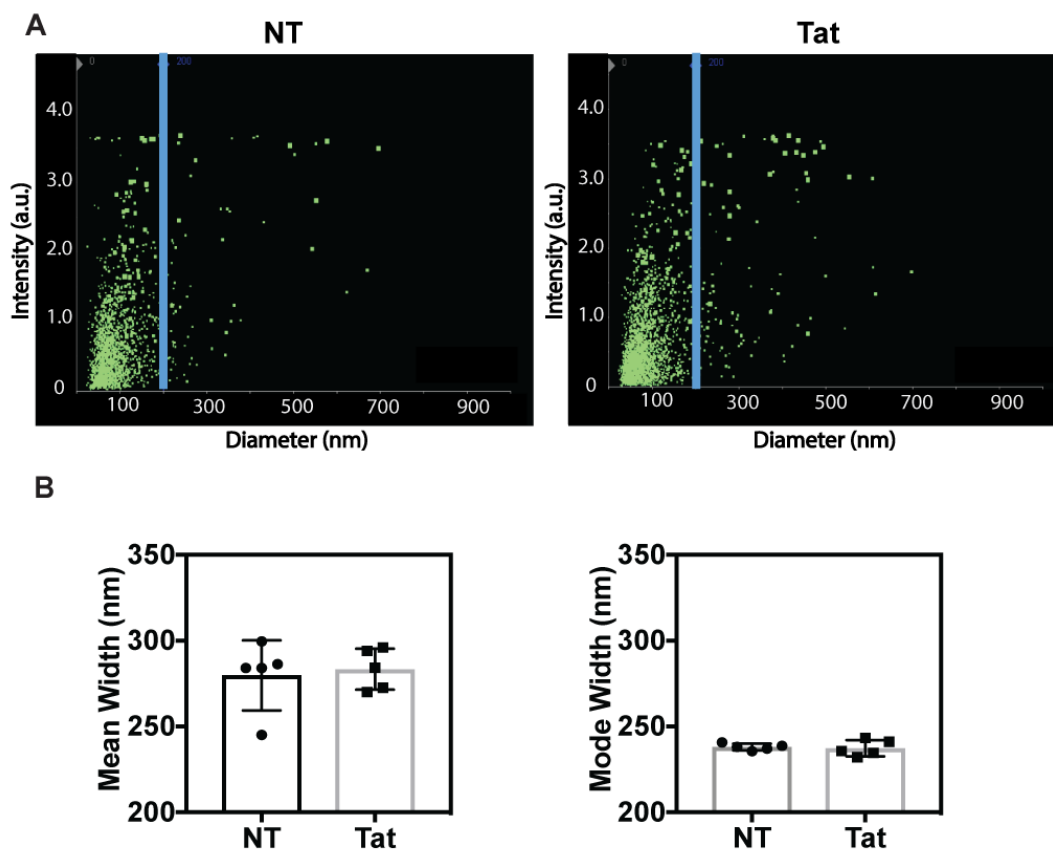 A
NT
Tat
0
200
0
200
4.0
3.0
2.0
1.0
0
Intensity (a.u.)
100
300
500
700
900
Diameter (nm)
4.0
3.0
2.0
1.0
0
Intensity (a.u.)
100
300
500
700
900
Diameter (nm)
B
350
300
250
200
Mean Width (nm)
NT
Tat
350
300
250
200
Mode Width (nm)
NT
Tat